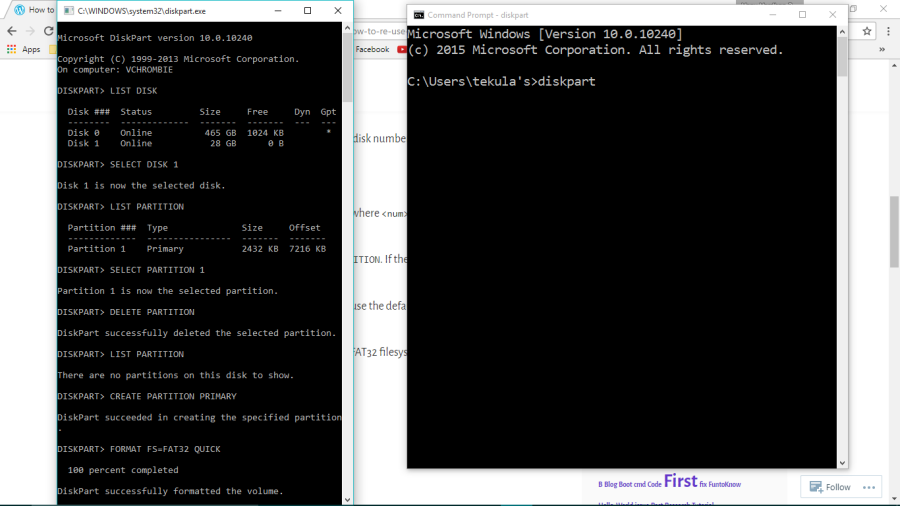 How to
Apps
C:\WINDOWS\system32\diskpart.exe
Microsoft DiskPart version 10.0.10240
Copyright (C) 1999-2013 Microsoft Corporation.
On computer: VCHROMBIE
DISKPART> LIST DISK
Disk ### Status Size Free Dyn Gpt
-------- ------------- ------- ------- --- ---
Disk 0 Online 465 GB 1024 KB *
Disk 1 Online 28 GB 0 B
DISKPART> SELECT DISK 1
Disk 1 is now the selected disk.
DISKPART> LIST PARTITION
Partition ### Type Size Offset
------------- ---------------- ------- -------
Partition 1 Primary 2432 KB 7216 KB
DISKPART> SELECT PARTITION 1
Partition 1 is now the selected partition.
DISKPART> DELETE PARTITION
DiskPart successfully deleted the selected partition.
DISKPART> LIST PARTITION
There are no partitions on this disk to show.
DISKPART> CREATE PARTITION PRIMARY
DiskPart succeeded in creating the specified partition
.
DISKPART> FORMAT FS=FAT32 QUICK
100 percent completed
DiskPart successfully formatted the volume.
ow-to-re-use
Facebook
disk numbe
where <num>
ITION. If the
use the defa
FAT32 filesys
Command Prompt - diskpart
Microsoft Windows [Version 10.0.10240]
(c) 2015 Microsoft Corporation. All rights reserved.
C:\Users\tekula's>diskpart
B Blog Boot cmd Code First fix FuntoKnow
Follow